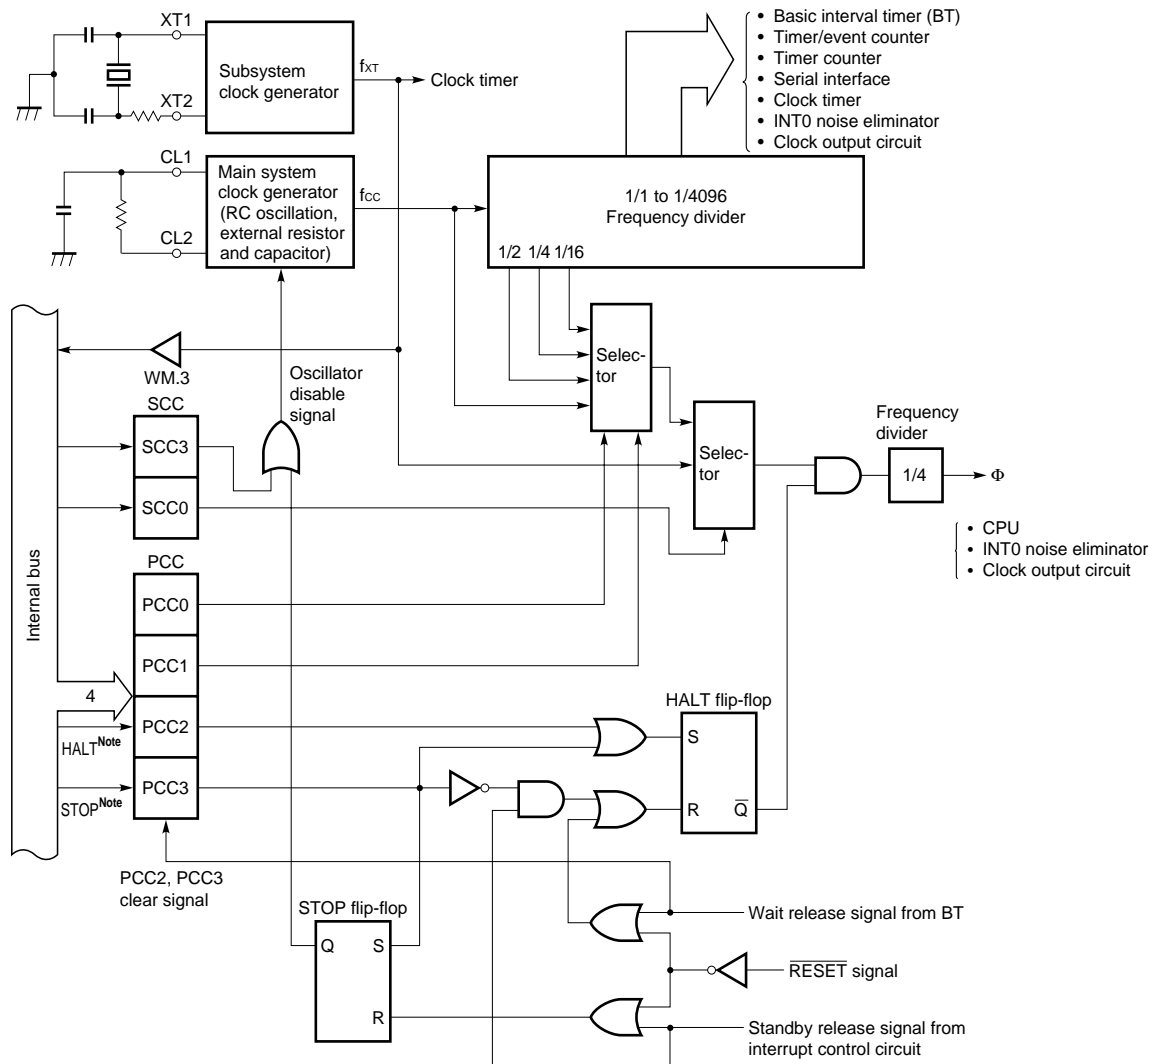 XT1
XT2
Subsystem
clock generator
fXT
Clock timer
• Basic interval timer (BT)
• Timer/event counter
• Timer counter
• Serial interface
• Clock timer
• INT0 noise eliminator
• Clock output circuit
CL1
CL2
Main system
clock generator
(RC oscillation,
external resistor
and capacitor)
fCC
1/1 to 1/4096
Frequency divider
1/2 1/4 1/16
WM.3
Oscillator
disable
signal
Selec-
tor
Selec-
tor
Frequency
divider
1/4
Φ
• CPU
• INT0 noise eliminator
• Clock output circuit
Internal bus
SCC
SCC3
SCC0
PCC
PCC0
PCC1
PCC2
PCC3
4
HALTNote
STOPNote
PCC2, PCC3
clear signal
HALT flip-flop
S
R
Q̅
STOP flip-flop
Q
S
R
Wait release signal from BT
R̅E̅S̅E̅T̅ signal
Standby release signal from
interrupt control circuit